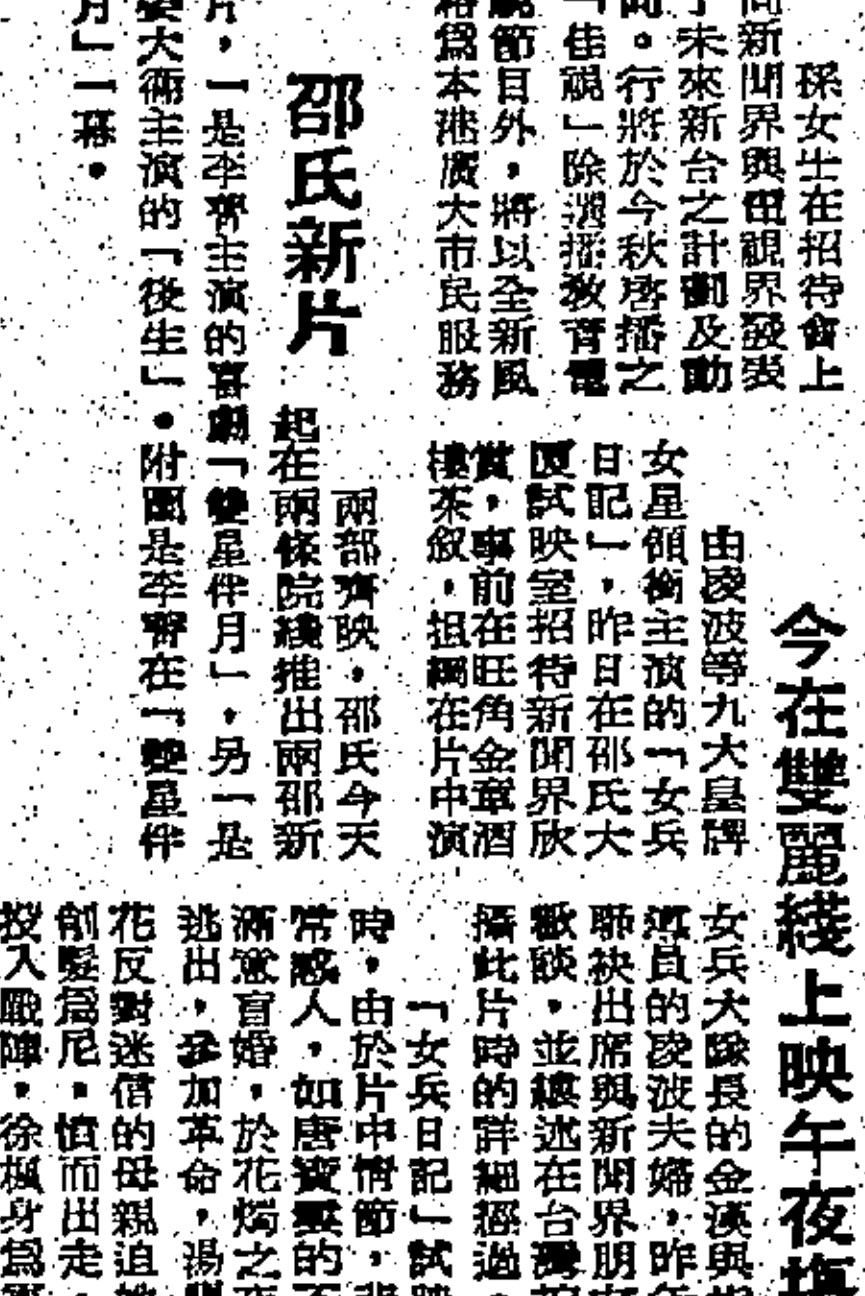 孫女士在招待會上
向新聞界與電視界發表
了未來新台之計劃及動
向。行將於今秋啓播之
「佳視」除選播教育電
視節目外，將以全新風
格爲本港廣大市民服務
今在雙麗綫上映午夜場
由凌波等九大皇牌
女星領銜主演的「女兵
日記」，昨日在邵氏大
厦試映室招待新聞界欣
賞，事前在旺角金章酒
樓茶叙，担綱在片中演
女兵大隊長的金漢與
演員的凌波夫婦，昨午
聯袂出席與新聞界朋友
歡談，並縷述在台灣拍
攝此片時的詳細經過，
「女兵日記」試映
時，由於片中情節，非
常感人，如唐寶雲的不
滿意盲婚，於花燭之夜
逃出，參加革命，湯
花反對迷信的母親迫她
削髮爲尼，憤而出走，
投入戰陣，徐楓身爲軍
邵氏新片
兩部齊映，邵氏今天
起在兩條院綫推出兩部新
片，一是李菁主演的喜劇「雙星伴月」，另一是
姜大衛主演的「後生」。附圖是李菁在「雙星伴
月」一幕。